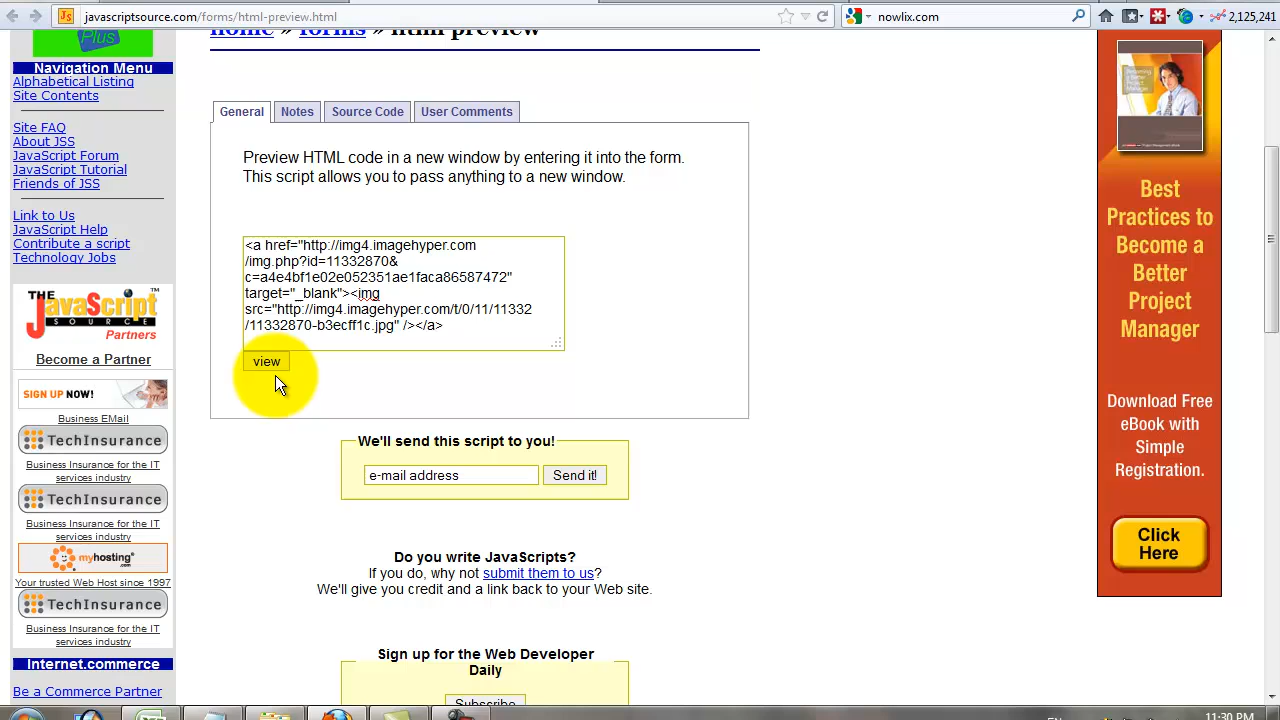 javascriptsource.com/forms/html-preview.html
nowlix.com
2,125,241
Plus
home » forms » html preview
Navigation Menu
Alphabetical Listing
Site Contents
Site FAQ
About JSS
JavaScript Forum
JavaScript Tutorial
Friends of JSS
Link to Us
JavaScript Help
Contribute a script
Technology Jobs
THE
JavaScript
SOURCE
Partners
Become a Partner
SIGN UP NOW!
Business EMail
TechInsurance
Business Insurance for the IT
services industry
TechInsurance
Business Insurance for the IT
services industry
myhosting
Your trusted Web Host since 1997
TechInsurance
Business Insurance for the IT
services industry
Internet.commerce
Be a Commerce Partner
General
Notes
Source Code
User Comments
Preview HTML code in a new window by entering it into the form.
This script allows you to pass anything to a new window.
<a href="http://img4.imagehyper.com
/img.php?id=11332870&
c=a4e4bf1e02e052351ae1faca86587472"
target="_blank"><img
src="http://img4.imagehyper.com/t/0/11/11332
/11332870-b3ecff1c.jpg" /></a>
view
We'll send this script to you!
e-mail address
Send it!
Do you write JavaScripts?
If you do, why not submit them to us?
We'll give you credit and a link back to your Web site.
Sign up for the Web Developer
Daily
Subscribe
Best
Practices to
Become a
Better
Project
Manager
Download Free
eBook with
Simple
Registration.
Click
Here
EN
11:30 PM